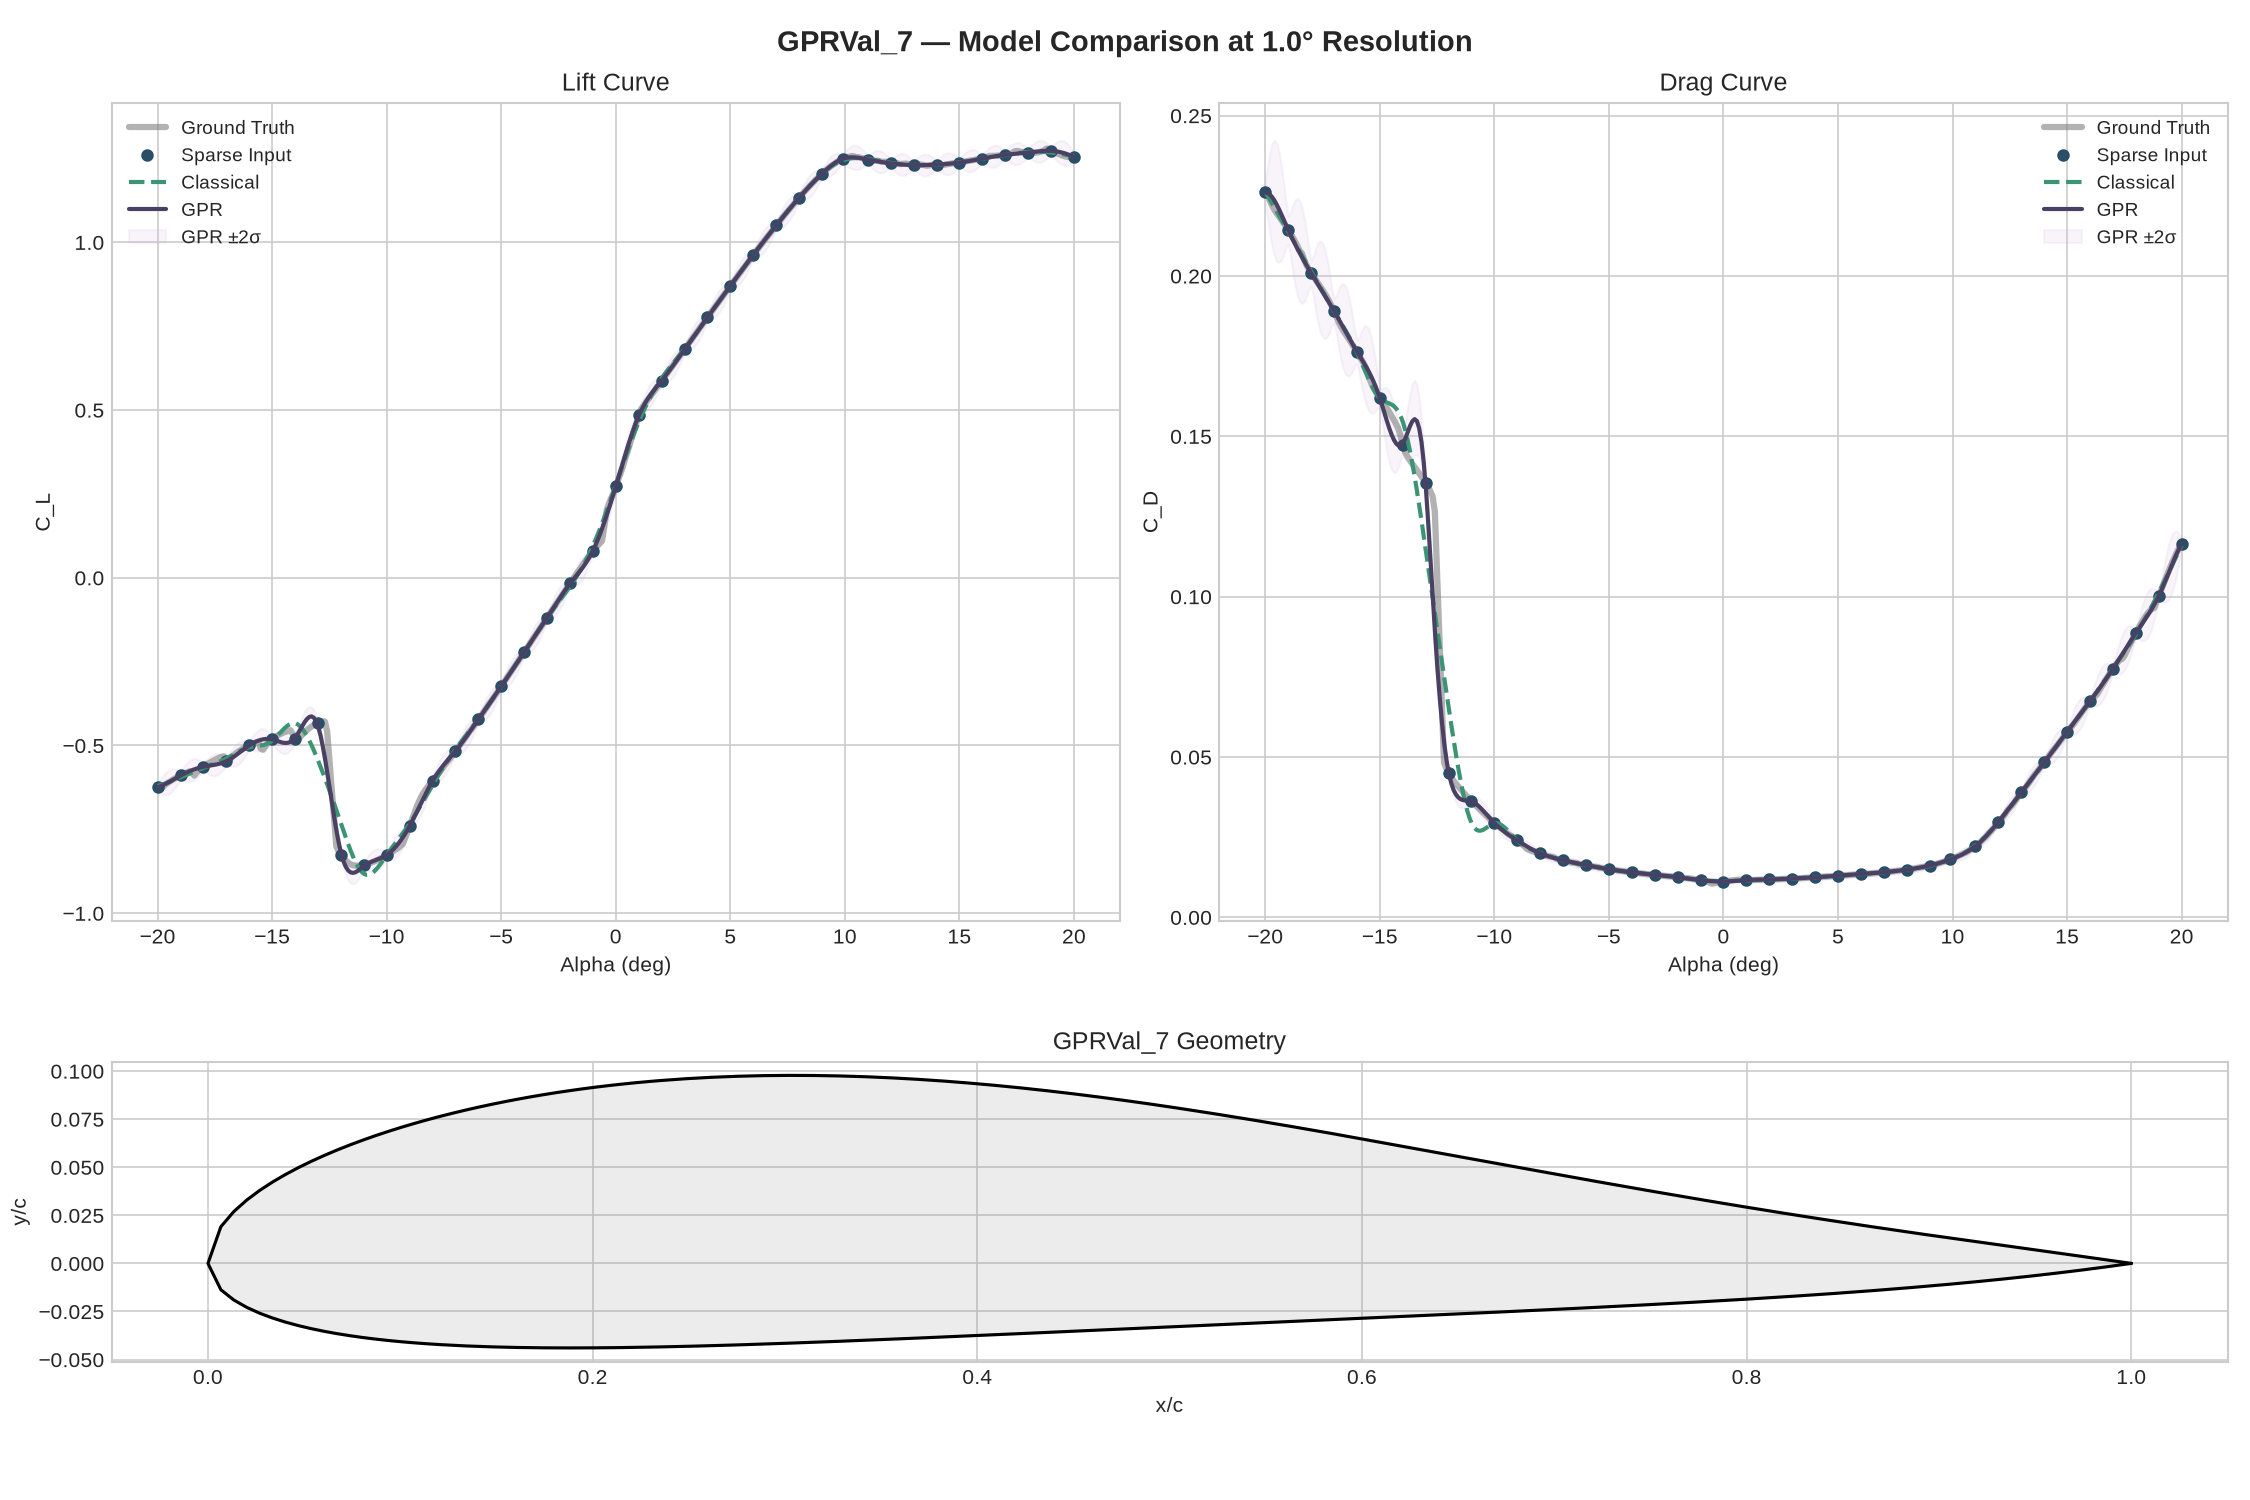 GPRVal_7 — Model Comparison at 1.0° Resolution
Lift Curve
Ground Truth
Sparse Input
Classical
GPR
GPR ±2σ
C_L
1.0
0.5
0.0
−0.5
−1.0
−20 −15 −10 −5 0 5 10 15 20
Alpha (deg)
Drag Curve
Ground Truth
Sparse Input
Classical
GPR
GPR ±2σ
C_D
0.25
0.20
0.15
0.10
0.05
0.00
−20 −15 −10 −5 0 5 10 15 20
Alpha (deg)
GPRVal_7 Geometry
y/c
0.100
0.075
0.050
0.025
0.000
−0.025
−0.050
0.0 0.2 0.4 0.6 0.8 1.0
x/c